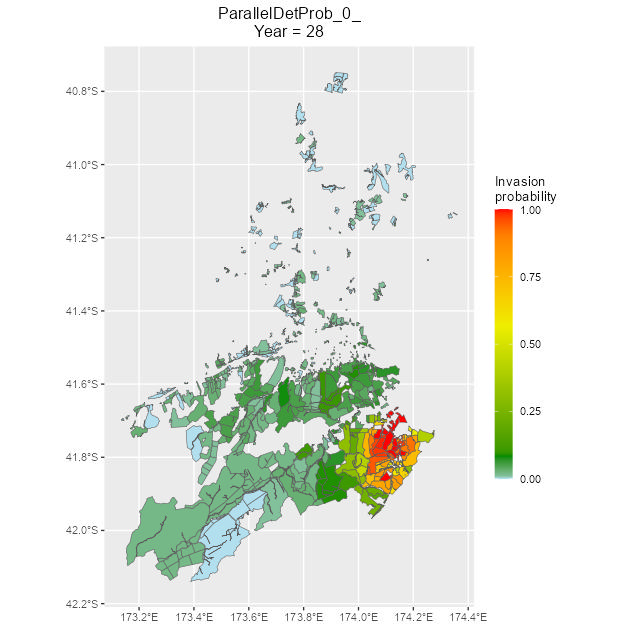 ParallelDetProb_0_
Year = 28
40.8°S
41.0°S
41.2°S
41.4°S
41.6°S
41.8°S
42.0°S
42.2°S
173.2°E 173.4°E 173.6°E 173.8°E 174.0°E 174.2°E 174.4°E
Invasion
probability
1.00
0.75
0.50
0.25
0.00